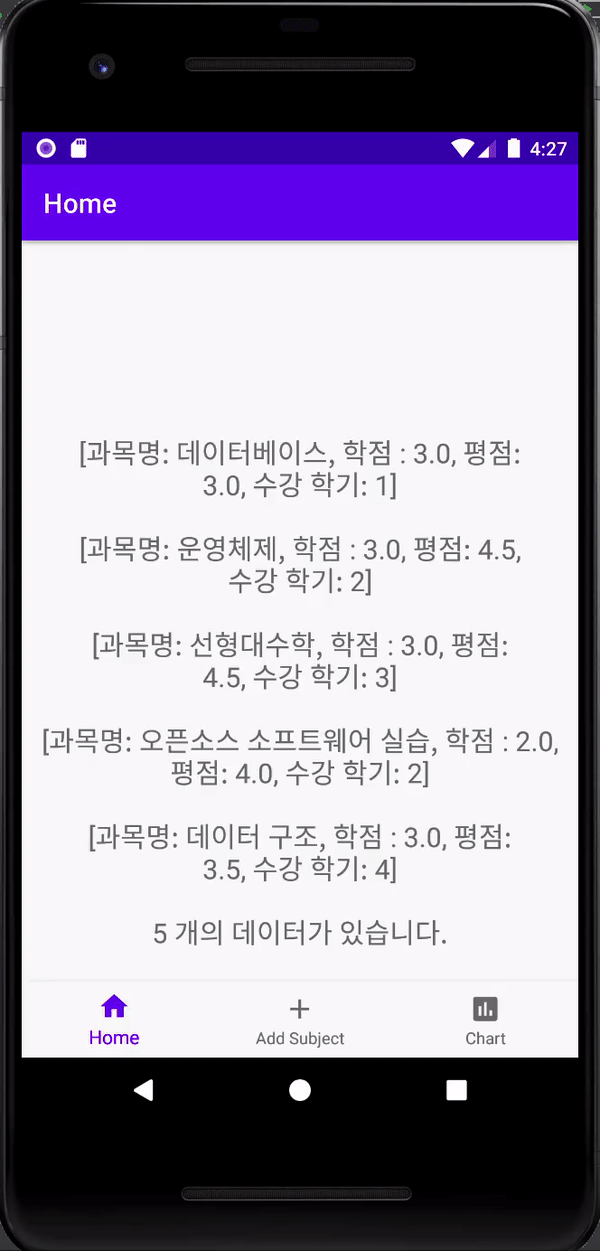 4:27
Home
[과목명: 데이터베이스, 학점 : 3.0, 평점:
3.0, 수강 학기: 1]
[과목명: 운영체제, 학점 : 3.0, 평점: 4.5,
수강 학기: 2]
[과목명: 선형대수학, 학점 : 3.0, 평점:
4.5, 수강 학기: 3]
[과목명: 오픈소스 소프트웨어 실습, 학점 : 2.0,
평점: 4.0, 수강 학기: 2]
[과목명: 데이터 구조, 학점 : 3.0, 평점:
3.5, 수강 학기: 4]
5 개의 데이터가 있습니다.
Home
Add Subject
Chart